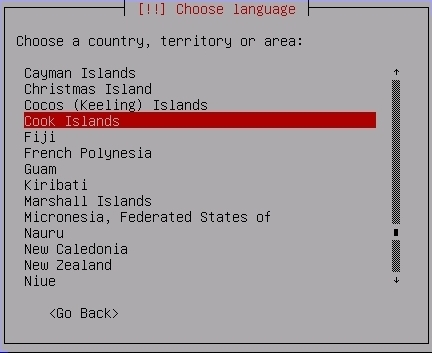 [!!] Choose language
Choose a country, territory or area:
Cayman Islands
Christmas Island
Cocos (Keeling) Islands
Cook Islands
Fiji
French Polynesia
Guam
Kiribati
Marshall Islands
Micronesia, Federated States of
Nauru
New Caledonia
New Zealand
Niue
<Go Back>